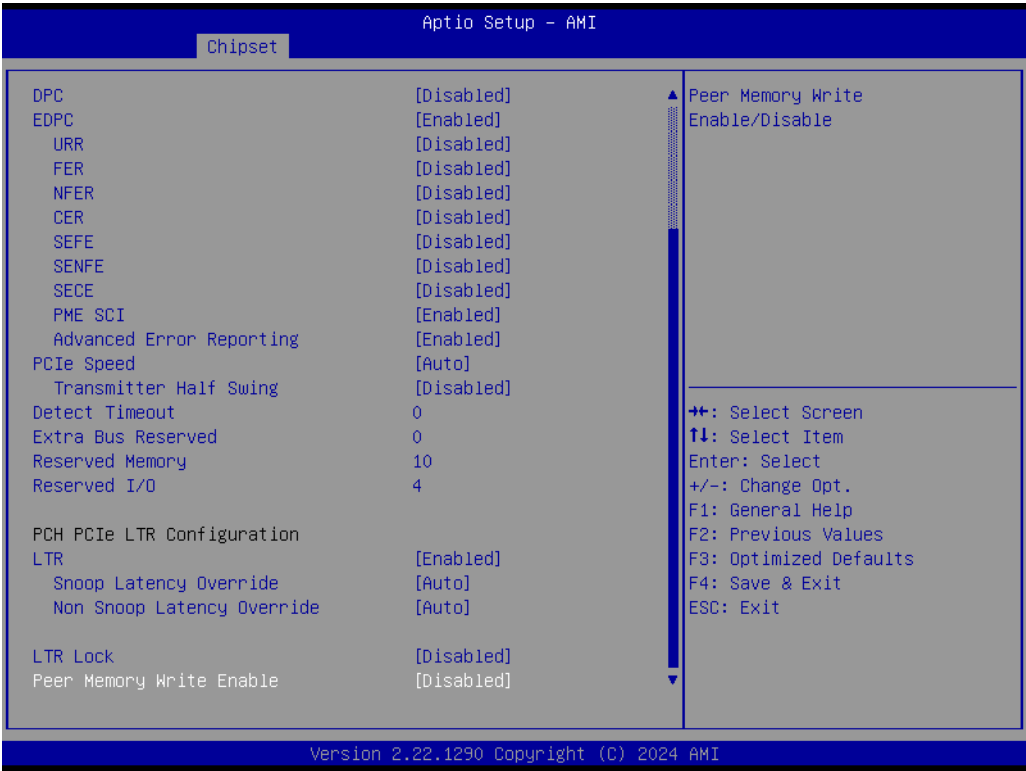 Aptio Setup - AMI
Chipset
DPC [Disabled]
EDPC [Enabled]
URR [Disabled]
FER [Disabled]
NFER [Disabled]
CER [Disabled]
SEFE [Disabled]
SENFE [Disabled]
SECE [Disabled]
PME SCI [Enabled]
Advanced Error Reporting [Enabled]
PCIe Speed [Auto]
Transmitter Half Swing [Disabled]
Detect Timeout 0
Extra Bus Reserved 0
Reserved Memory 10
Reserved I/O 4
PCH PCIe LTR Configuration
LTR [Enabled]
Snoop Latency Override [Auto]
Non Snoop Latency Override [Auto]
LTR Lock [Disabled]
Peer Memory Write Enable [Disabled]
Peer Memory Write
Enable/Disable
→←: Select Screen
↑↓: Select Item
Enter: Select
+/-: Change Opt.
F1: General Help
F2: Previous Values
F3: Optimized Defaults
F4: Save & Exit
ESC: Exit
Version 2.22.1290 Copyright (C) 2024 AMI